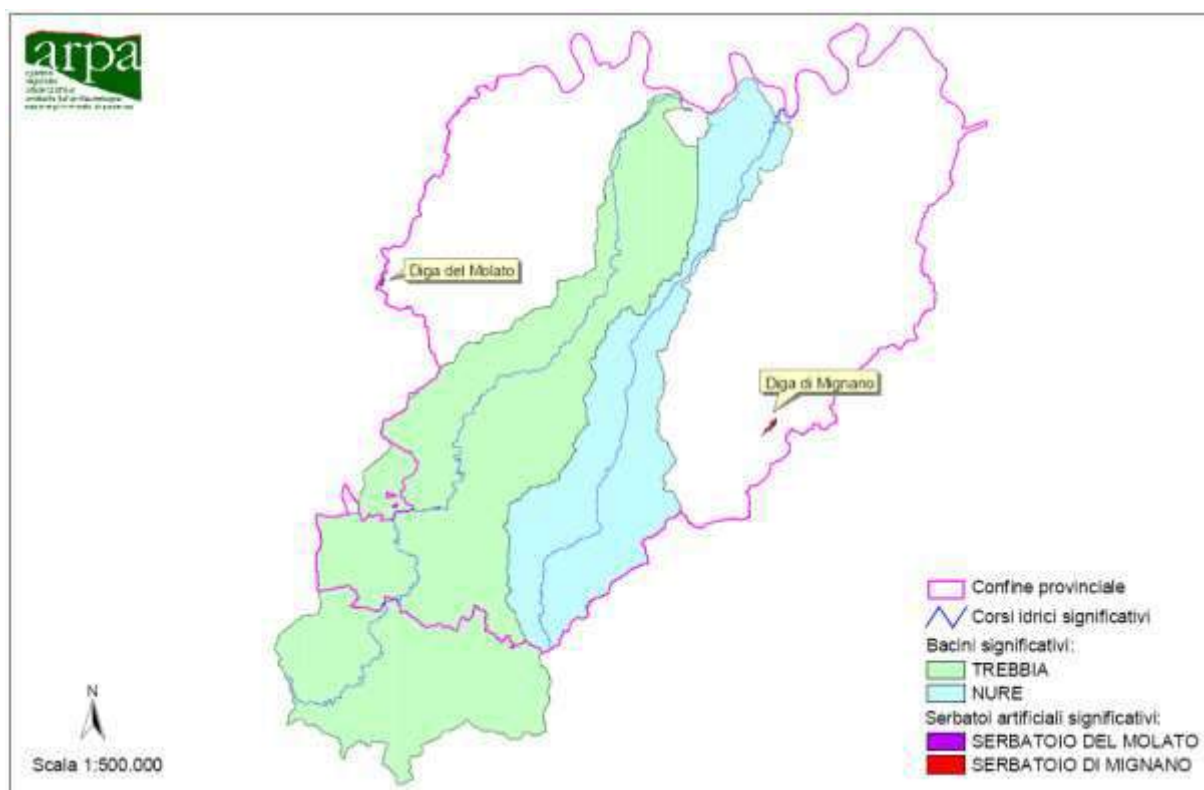 arpa
Diga del Molato
Diga di Mignano
Confine provinciale
Corsi idrici significativi
Bacini significativi:
TREBBIA
NURE
Serbatoi artificiali significativi:
SERBATOIO DEL MOLATO
SERBATOIO DI MIGNANO
N
Scala 1:500.000